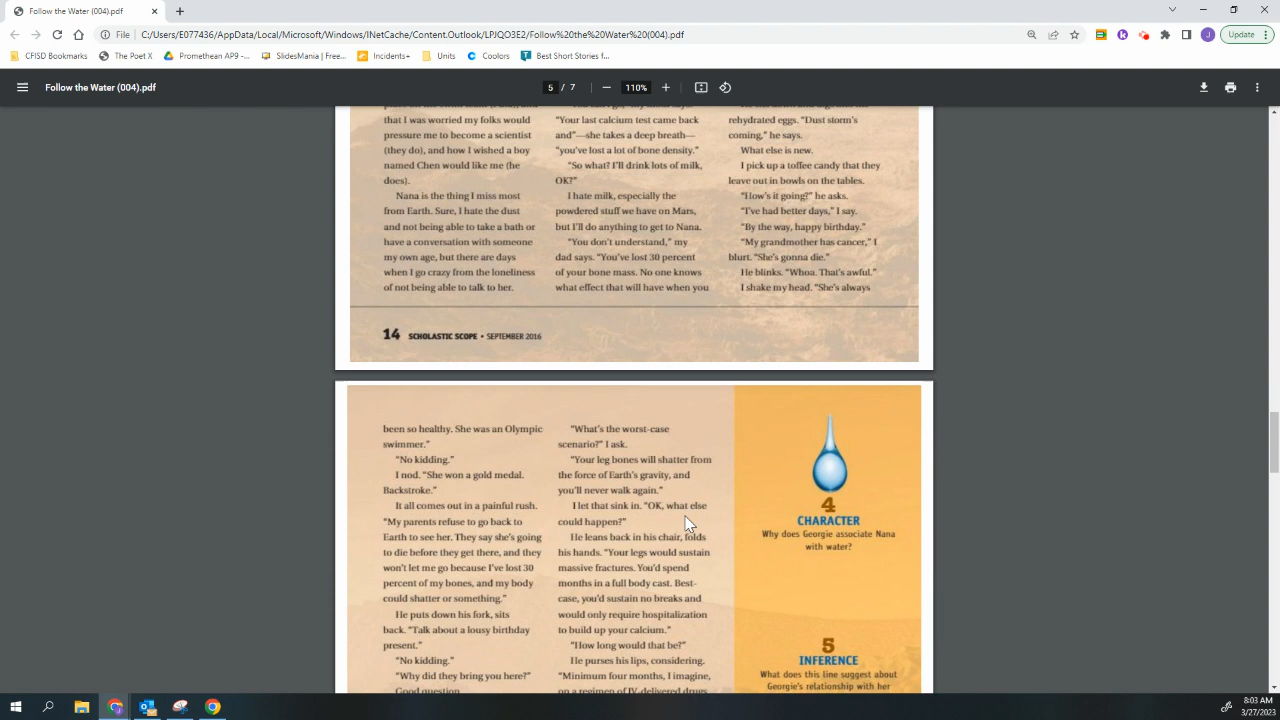 Follow the Water (004).pdf
File
C:/Users/E077436/AppData/Local/Microsoft/Windows/INetCache/Content.Outlook/LPJQO3E2/Follow%20the%20Water%20(004).pdf
Update
CFISD Bookmarks
The Poet X
Promethean AP9 -...
SlidesMania | Free...
Incidents+
Units
Coolors
Best Short Stories f...
Follow the Water (004).pdf
5 / 7
110%
that I was worried my folks would
pressure me to become a scientist
(they do), and how I wished a boy
named Chen would like me (he
does).
Nana is the thing I miss most
from Earth. Sure, I hate the dust
and not being able to take a bath or
have a conversation with someone
my own age, but there are days
when I go crazy from the loneliness
of not being able to talk to her.
"Your last calcium test came back
and"—she takes a deep breath—
"you've lost a lot of bone density."
"So what? I'll drink lots of milk,
OK?"
I hate milk, especially the
powdered stuff we have on Mars,
but I'll do anything to get to Nana.
"You don't understand," my
dad says. "You've lost 30 percent
of your bone mass. No one knows
what effect that will have when you
rehydrated eggs. "Dust storm's
coming," he says.
What else is new.
I pick up a toffee candy that they
leave out in bowls on the tables.
"How's it going?" he asks.
"I've had better days," I say.
"By the way, happy birthday."
"My grandmother has cancer," I
blurt. "She's gonna die."
He blinks. "Whoa. That's awful."
I shake my head. "She's always
14 SCHOLASTIC SCOPE • SEPTEMBER 2016
been so healthy. She was an Olympic
swimmer."
"No kidding."
I nod. "She won a gold medal.
Backstroke."
It all comes out in a painful rush.
"My parents refuse to go back to
Earth to see her. They say she's going
to die before they get there, and they
won't let me go because I've lost 30
percent of my bones, and my body
could shatter or something."
He puts down his fork, sits
back. "Talk about a lousy birthday
present."
"No kidding."
"Why did they bring you here?"
Good question.
"What's the worst-case
scenario?" I ask.
"Your leg bones will shatter from
the force of Earth's gravity, and
you'll never walk again."
I let that sink in. "OK, what else
could happen?"
He leans back in his chair, folds
his hands. "Your legs would sustain
massive fractures. You'd spend
months in a full body cast. Best-
case, you'd sustain no breaks and
would only require hospitalization
to build up your calcium."
"How long would that be?"
He purses his lips, considering.
"Minimum four months, I imagine,
on a regimen of IV-delivered drugs
4
CHARACTER
Why does Georgie associate Nana
with water?
5
INFERENCE
What does this line suggest about
Georgie's relationship with her
8:03 AM
3/27/2023